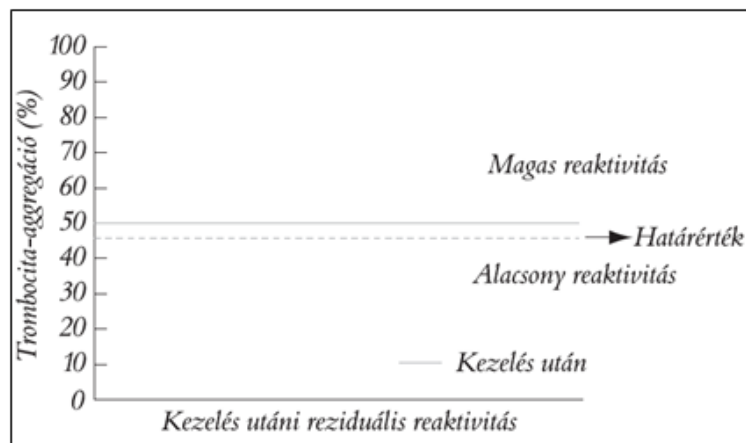 Trombocita-aggregáció (%)
100
90
80
70
60
50
40
30
20
10
0
Magas reaktivitás
Határérték
Alacsony reaktivitás
Kezelés után
Kezelés utáni reziduális reaktivitás